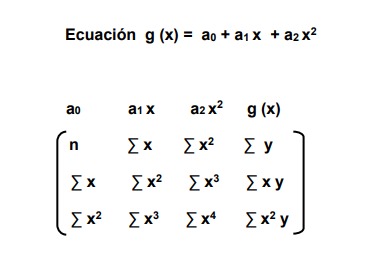 Ecuación g (x) = a₀ + a₁ x + a₂ x²
a₀ a₁ x a₂ x² g (x)
n ∑ x ∑ x² ∑ y
∑ x ∑ x² ∑ x³ ∑ x y
∑ x² ∑ x³ ∑ x⁴ ∑ x² y